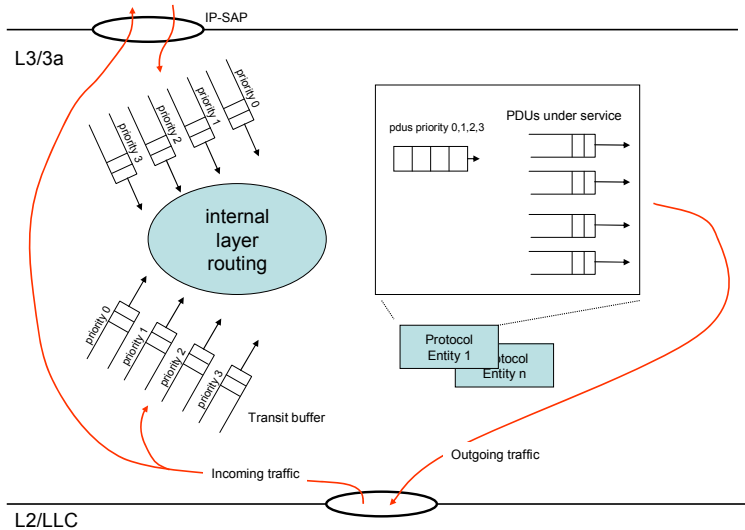 IP-SAP
L3/3a
priority 3
priority 2
priority 1
priority 0
PDUs under service
pdus priority 0,1,2,3
internal
layer
routing
priority 0
priority 1
priority 2
priority 3
Transit buffer
Protocol
Entity 1
Entity n
Outgoing traffic
Incoming traffic
L2/LLC